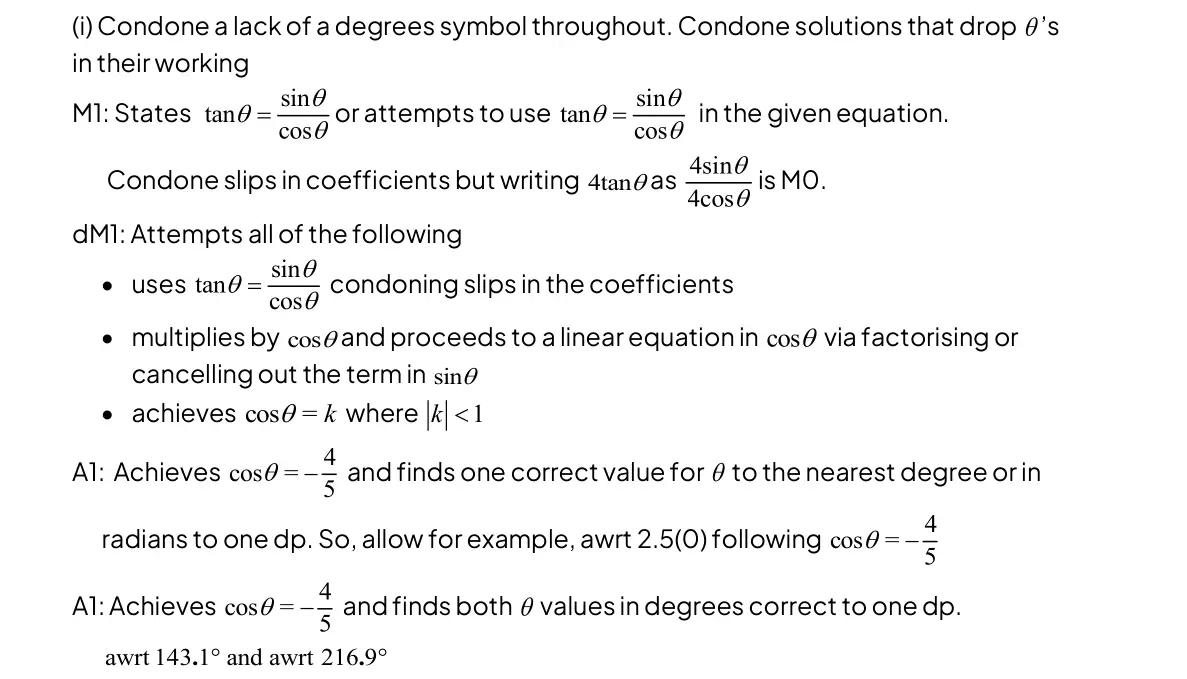 (i) Condone a lack of a degrees symbol throughout. Condone solutions that drop θ's
in their working
M1: States tanθ = sinθ/cosθ or attempts to use tanθ = sinθ/cosθ in the given equation.
Condone slips in coefficients but writing 4tanθ as 4sinθ/4cosθ is M0.
dM1: Attempts all of the following
• uses tanθ = sinθ/cosθ condoning slips in the coefficients
• multiplies by cosθ and proceeds to a linear equation in cosθ via factorising or
cancelling out the term in sinθ
• achieves cosθ = k where |k| < 1
A1: Achieves cosθ = −4/5 and finds one correct value for θ to the nearest degree or in
radians to one dp. So, allow for example, awrt 2.5(0) following cosθ = −4/5
A1: Achieves cosθ = −4/5 and finds both θ values in degrees correct to one dp.
awrt 143.1° and awrt 216.9°